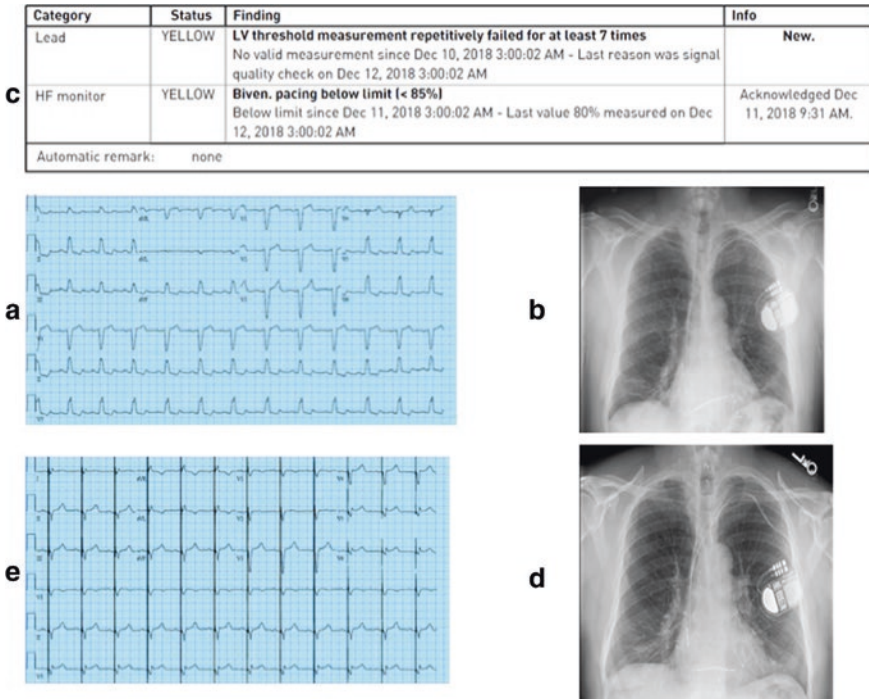 Category Status Finding Info
Lead YELLOW LV threshold measurement repetitively failed for at least 7 times New.
No valid measurement since Dec 10, 2018 3:00:02 AM - Last reason was signal
quality check on Dec 12, 2018 3:00:02 AM
c
HF monitor YELLOW Biven. pacing below limit (< 85%) Acknowledged Dec
Below limit since Dec 11, 2018 3:00:02 AM - Last value 80% measured on Dec 11, 2018 9:31 AM.
12, 2018 3:00:02 AM
Automatic remark: none
a
b
e
d